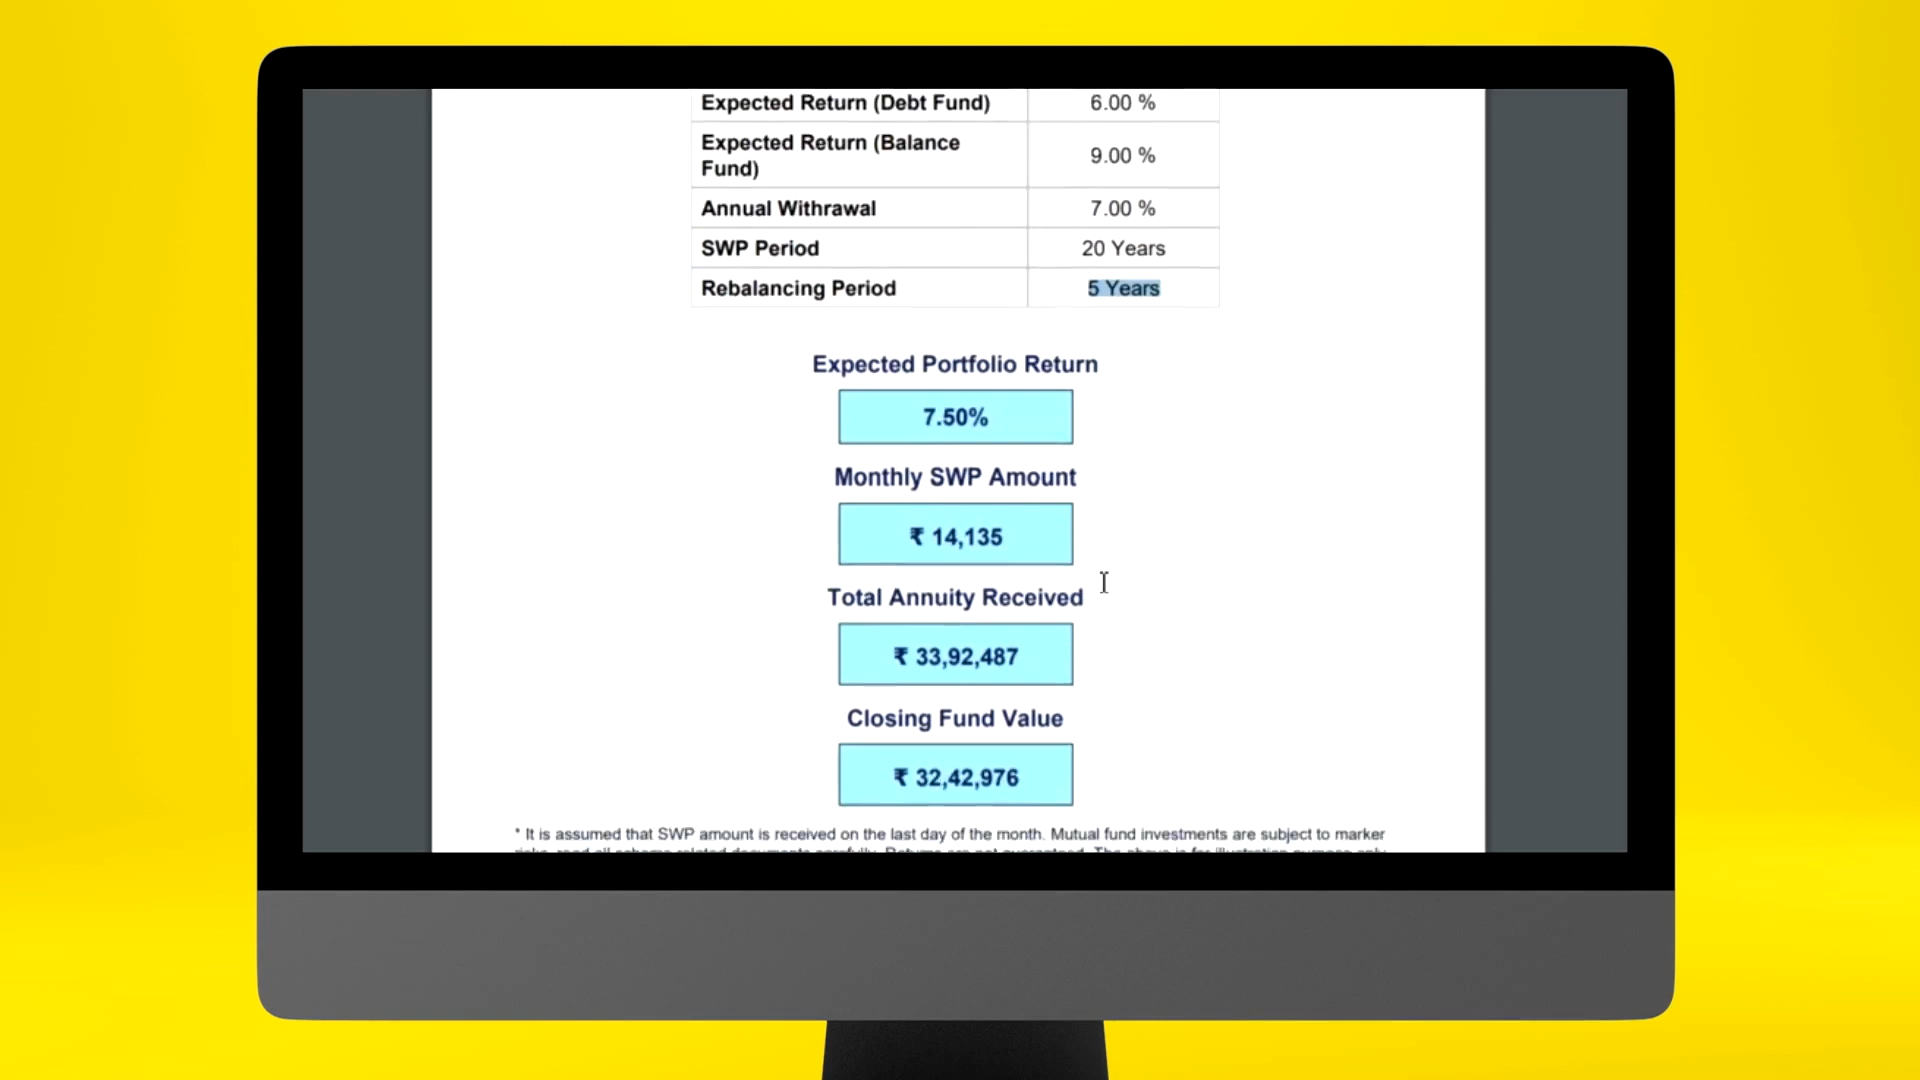 Expected Return (Debt Fund) 6.00 %
Expected Return (Balance
Fund) 9.00 %
Annual Withrawal 7.00 %
SWP Period 20 Years
Rebalancing Period 5 Years
Expected Portfolio Return
7.50%
Monthly SWP Amount
₹ 14,135
Total Annuity Received
₹ 33,92,487
Closing Fund Value
₹ 32,42,976
* It is assumed that SWP amount is received on the last day of the month. Mutual fund investments are subject to marker